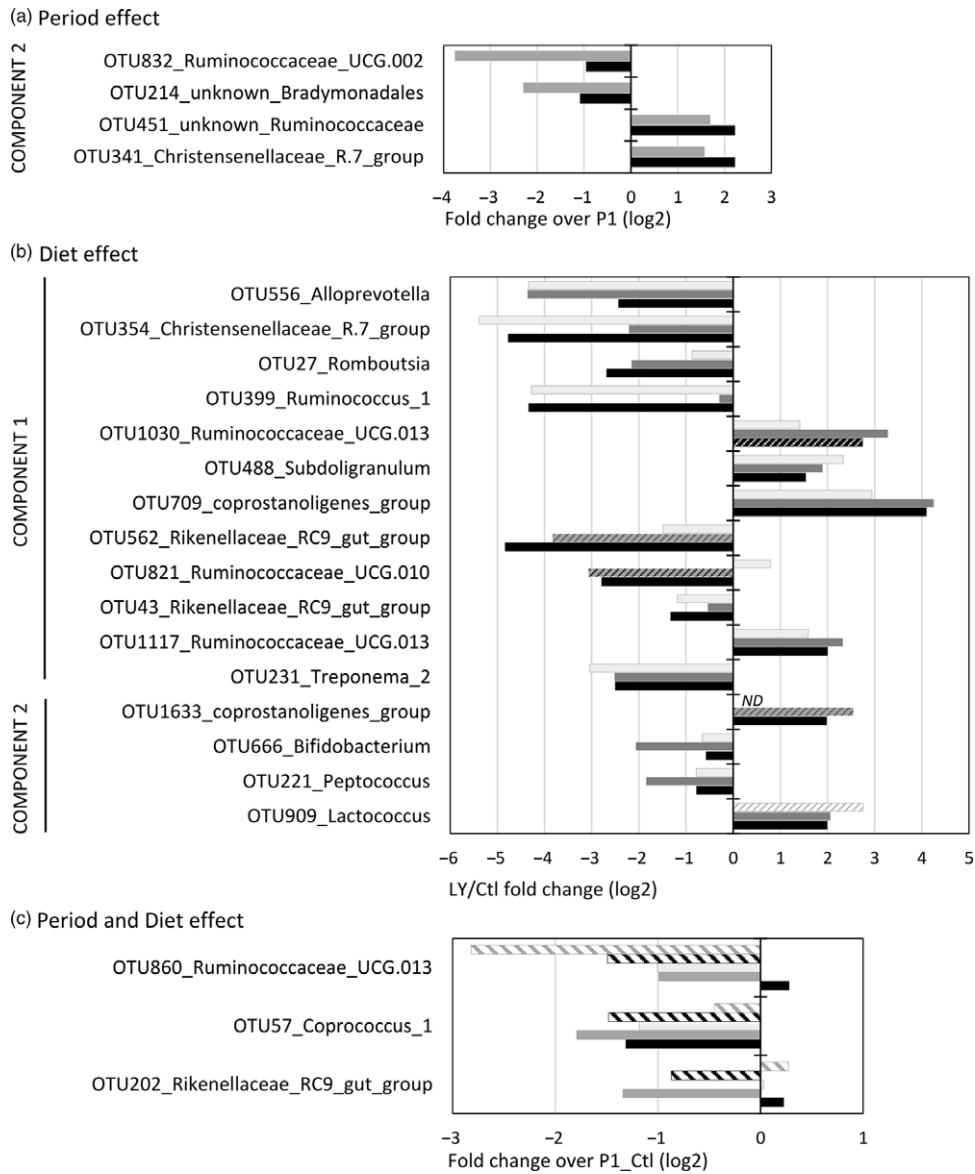 (a) Period effect
COMPONENT 2
OTU832_Ruminococcaceae_UCG.002
OTU214_unknown_Bradymonadales
OTU451_unknown_Ruminococcaceae
OTU341_Christensenellaceae_R.7_group
−4 −3 −2 −1 0 1 2 3
Fold change over P1 (log2)
(b) Diet effect
COMPONENT 1
OTU556_Alloprevotella
OTU354_Christensenellaceae_R.7_group
OTU27_Romboutsia
OTU399_Ruminococcus_1
OTU1030_Ruminococcaceae_UCG.013
OTU488_Subdoligranulum
OTU709_coprostanoligenes_group
OTU562_Rikenellaceae_RC9_gut_group
OTU821_Ruminococcaceae_UCG.010
OTU43_Rikenellaceae_RC9_gut_group
OTU1117_Ruminococcaceae_UCG.013
OTU231_Treponema_2
COMPONENT 2
OTU1633_coprostanoligenes_group
ND
OTU666_Bifidobacterium
OTU221_Peptococcus
OTU909_Lactococcus
−6 −5 −4 −3 −2 −1 0 1 2 3 4 5
LY/Ctl fold change (log2)
(c) Period and Diet effect
OTU860_Ruminococcaceae_UCG.013
OTU57_Coprococcus_1
OTU202_Rikenellaceae_RC9_gut_group
−3 −2 −1 0 1
Fold change over P1_Ctl (log2)